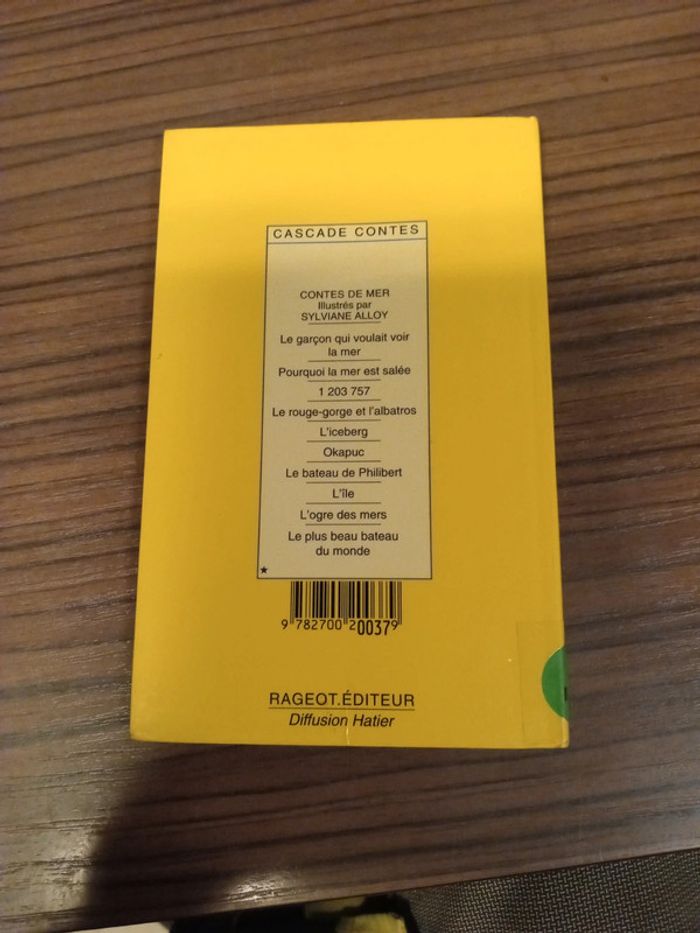 CASCADE CONTES
CONTES DE MER
Illustrés par
SYLVIANE ALLOY
Le garçon qui voulait voir
la mer
Pourquoi la mer est salée
1 203 757
Le rouge-gorge et l'albatros
L'iceberg
Okapuc
Le bateau de Philibert
L'île
L'ogre des mers
Le plus beau bateau
du monde
9 782700 200379
RAGEOT.ÉDITEUR
Diffusion Hatier